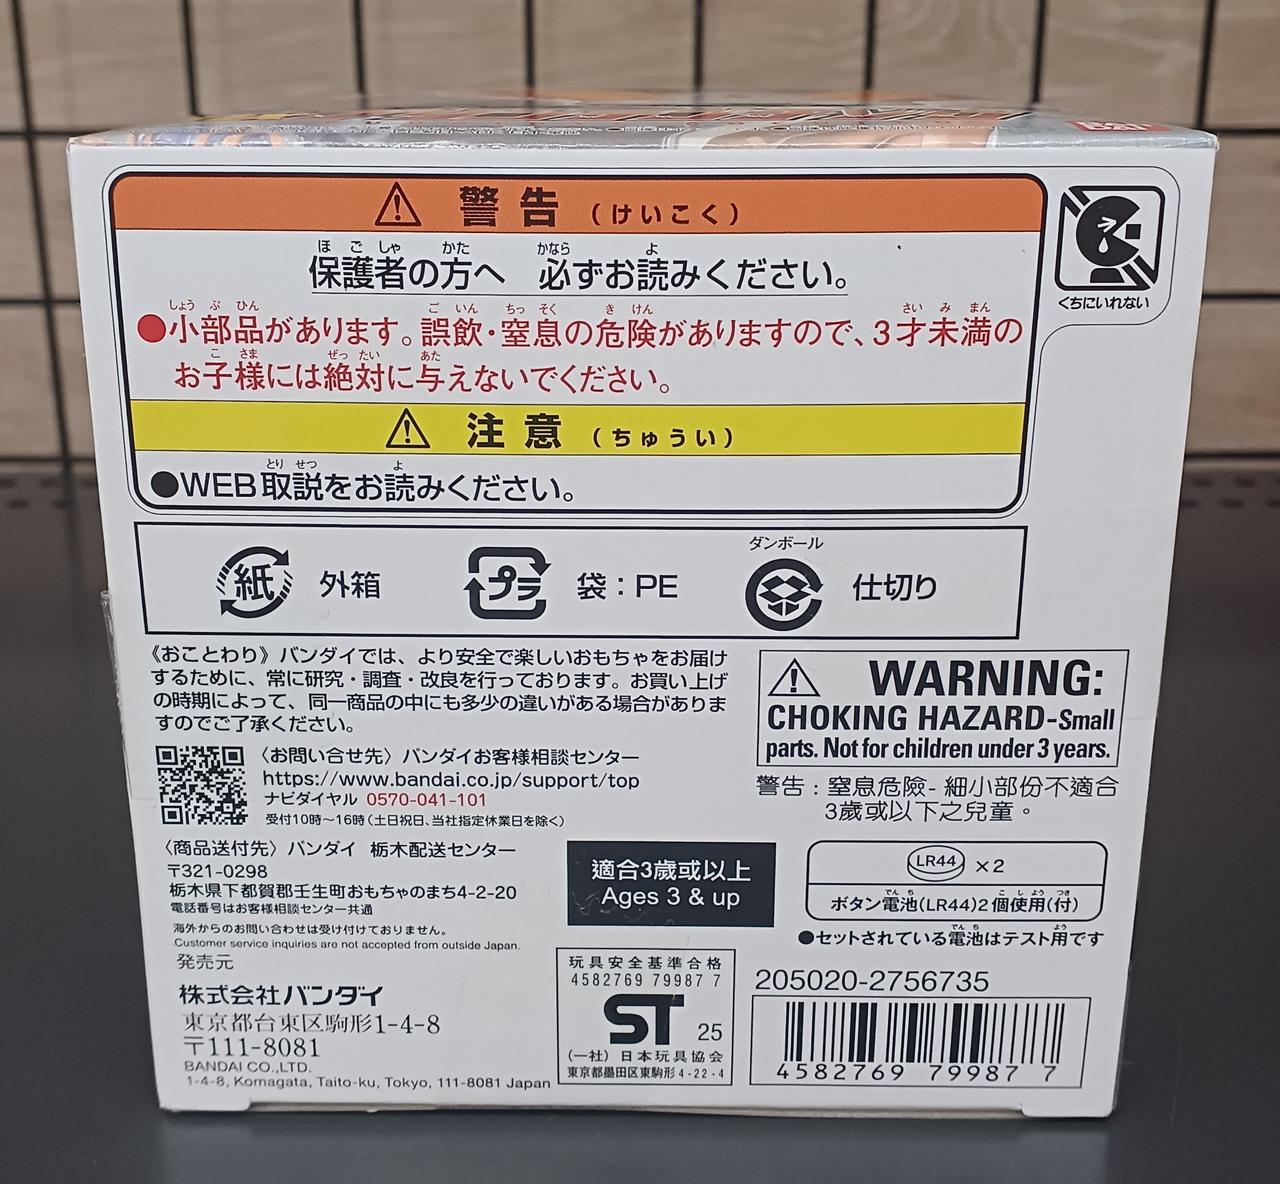 警告(けいこく)
保護者の方へ 必ずお読みください。
ほごしゃ かた かなら よ
●小部品があります。誤飲・窒息の危険がありますので、3才未満の
しょうぶひん ごいん ちっそく きけん さいみまん
お子様には絶対に与えないでください。
こさま ぜったい あた
くちにいれない
注意(ちゅうい)
●WEB取説をお読みください。
とりせつ よ
紙 外箱
プラ 袋:PE
ダンボール
仕切り
《おことわり》バンダイでは、より安全で楽しいおもちゃをお届け
するために、常に研究・調査・改良を行っております。お買い上げ
の時期によって、同一商品の中にも多少の違いがある場合がありま
すのでご了承ください。
〈お問い合せ先〉バンダイお客様相談センター
https://www.bandai.co.jp/support/top
ナビダイヤル 0570-041-101
受付10時~16時(土日祝日、当社指定休業日を除く)
〈商品送付先〉バンダイ 栃木配送センター
〒321-0298
栃木県下都賀郡壬生町おもちゃのまち4-2-20
電話番号はお客様相談センター共通
海外からのお問い合わせは受け付けておりません。
Customer service inquiries are not accepted from outside Japan.
発売元
株式会社バンダイ
東京都台東区駒形1-4-8
〒111-8081
BANDAI CO.,LTD.
1-4-8, Komagata, Taito-ku, Tokyo, 111-8081 Japan
WARNING:
CHOKING HAZARD-Small
parts. Not for children under 3 years.
警告:窒息危險-細小部份不適合
3歲或以下之兒童。
適合3歲或以上
Ages 3 & up
LR44 ×2
ボタン電池(LR44)2個使用(付)
でんち こしよう つき
●セットされている電池はテスト用です
でんち よう
玩具安全基準合格
4582769 79987 7
ST 25
(一社)日本玩具協会
東京都墨田区東駒形4-22-4
205020-2756735
4582769 79987 7